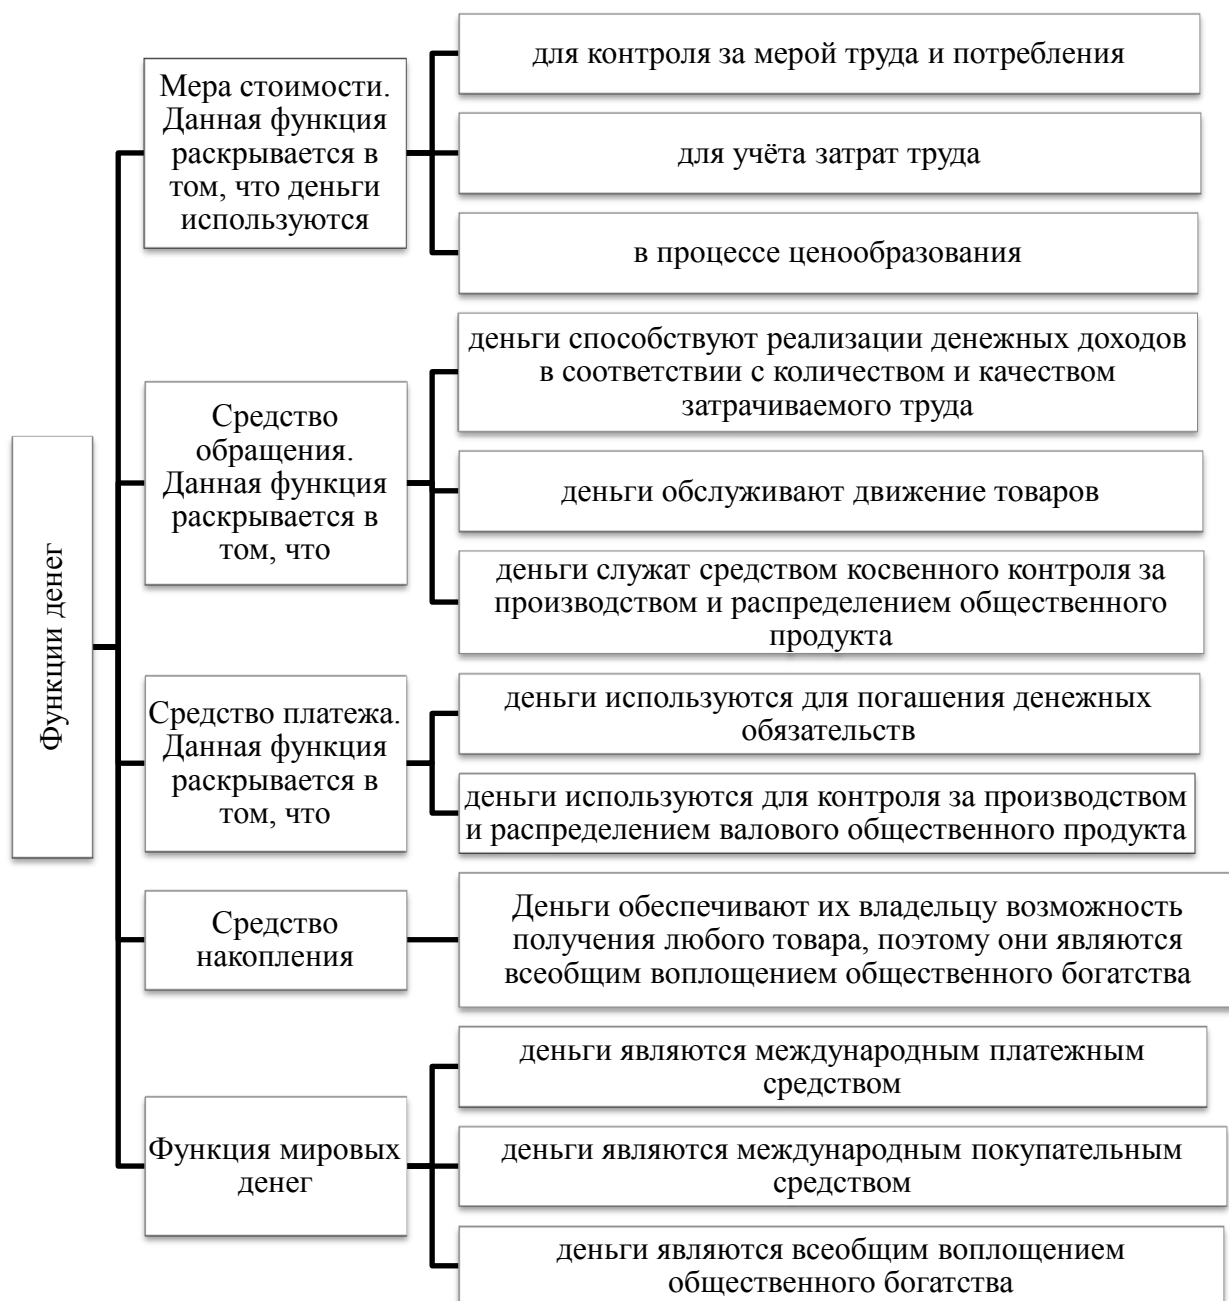 Функции денег
Мера стоимости.
Данная функция
раскрывается в
том, что деньги
используются
для контроля за мерой труда и потребления
для учёта затрат труда
в процессе ценообразования
Средство
обращения.
Данная функция
раскрывается в
том, что
деньги способствуют реализации денежных доходов
в соответствии с количеством и качеством
затрачиваемого труда
деньги обслуживают движение товаров
деньги служат средством косвенного контроля за
производством и распределением общественного
продукта
Средство платежа.
Данная функция
раскрывается в
том, что
деньги используются для погашения денежных
обязательств
деньги используются для контроля за производством
и распределением валового общественного продукта
Средство
накопления
Деньги обеспечивают их владельцу возможность
получения любого товара, поэтому они являются
всеобщим воплощением общественного богатства
Функция мировых
денег
деньги являются международным платежным
средством
деньги являются международным покупательным
средством
деньги являются всеобщим воплощением
общественного богатства